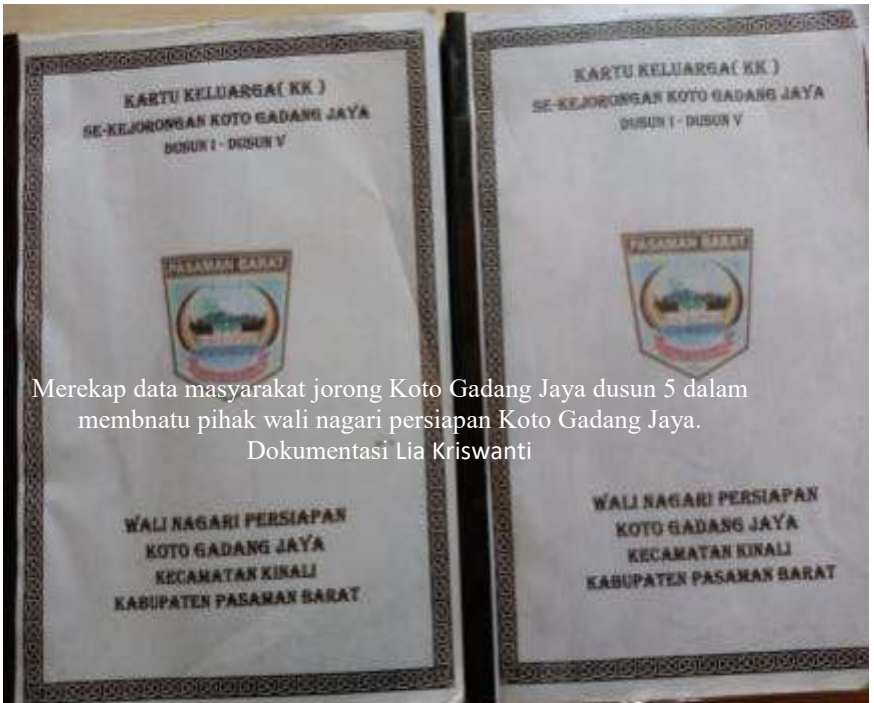 KARTU KELUARGA( KK )
SE-KEJORONGAN KOTO GADANG JAYA
DUSUN I - DUSUN V
PASAMAN BARAT
WALI NAGARI PERSIAPAN
KOTO GADANG JAYA
KECAMATAN KINALI
KABUPATEN PASAMAN BARAT
KARTU KELUARGA( KK )
SE-KEJORONGAN KOTO GADANG JAYA
DUSUN I - DUSUN V
PASAMAN BARAT
WALI NAGARI PERSIAPAN
KOTO GADANG JAYA
KECAMATAN KINALI
KABUPATEN PASAMAN BARAT
Merekap data masyarakat jorong Koto Gadang Jaya dusun 5 dalam
membnatu pihak wali nagari persiapan Koto Gadang Jaya.
Dokumentasi Lia Kriswanti